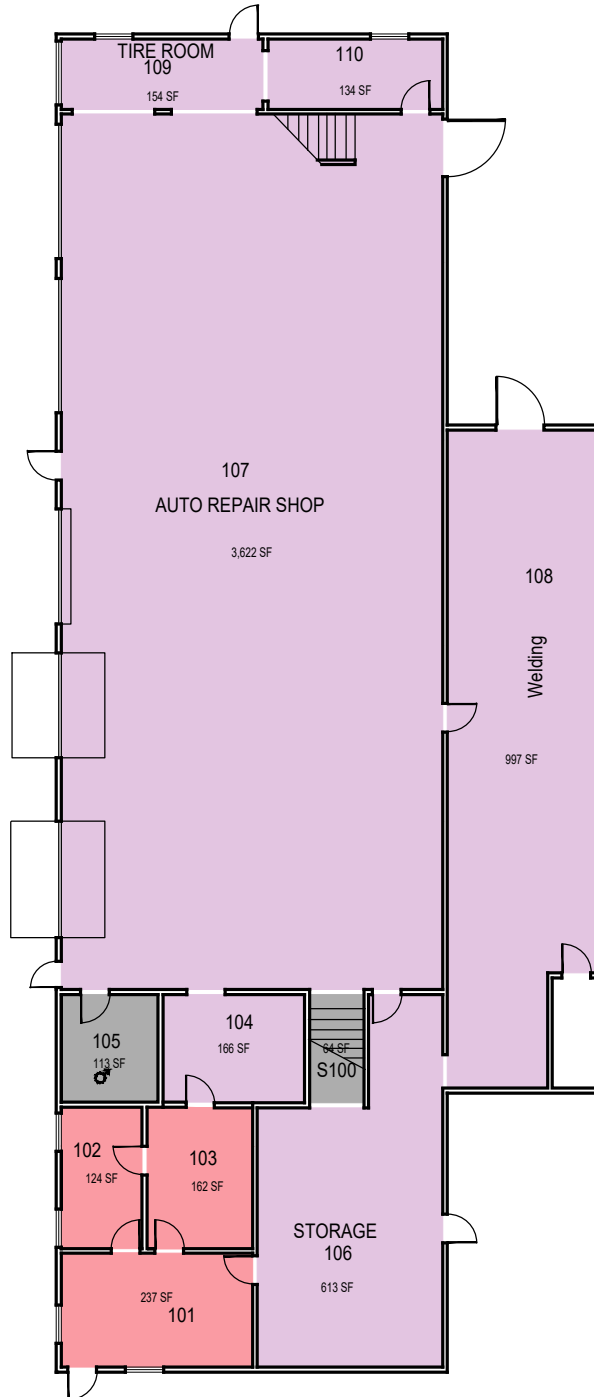 TIRE ROOM
109
154 SF
110
134 SF
107
AUTO REPAIR SHOP
3,622 SF
108
Welding
997 SF
105
113 SF
104
166 SF
64 SF
S100
102
124 SF
103
162 SF
STORAGE
106
613 SF
237 SF
101